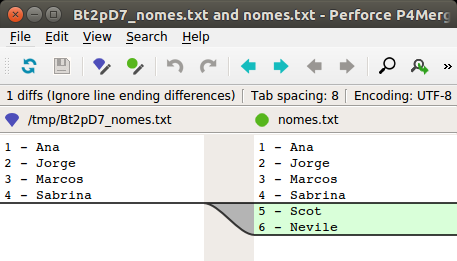 Bt2pD7_nomes.txt and nomes.txt - Perforce P4Merg
File Edit View Search Help
»
1 diffs (Ignore line ending differences) Tab spacing: 8 Encoding: UTF-8
/tmp/Bt2pD7_nomes.txt nomes.txt
1 - Ana
2 - Jorge
3 - Marcos
4 - Sabrina
1 - Ana
2 - Jorge
3 - Marcos
4 - Sabrina
5 - Scot
6 - Nevile